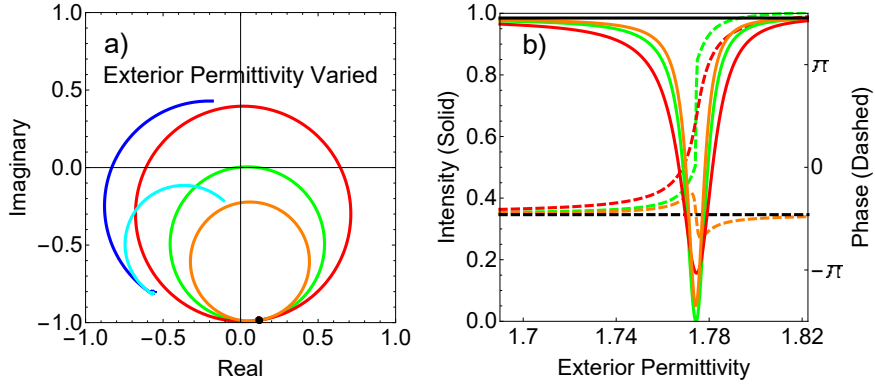 a)
Exterior Permittivity Varied
1.0
0.5
0.0
−0.5
−1.0
Imaginary
−1.0
−0.5
0.0
0.5
1.0
Real
b)
1.0
0.8
0.6
0.4
0.2
0.0
Intensity (Solid)
π
0
−π
Phase (Dashed)
1.7
1.74
1.78
1.82
Exterior Permittivity